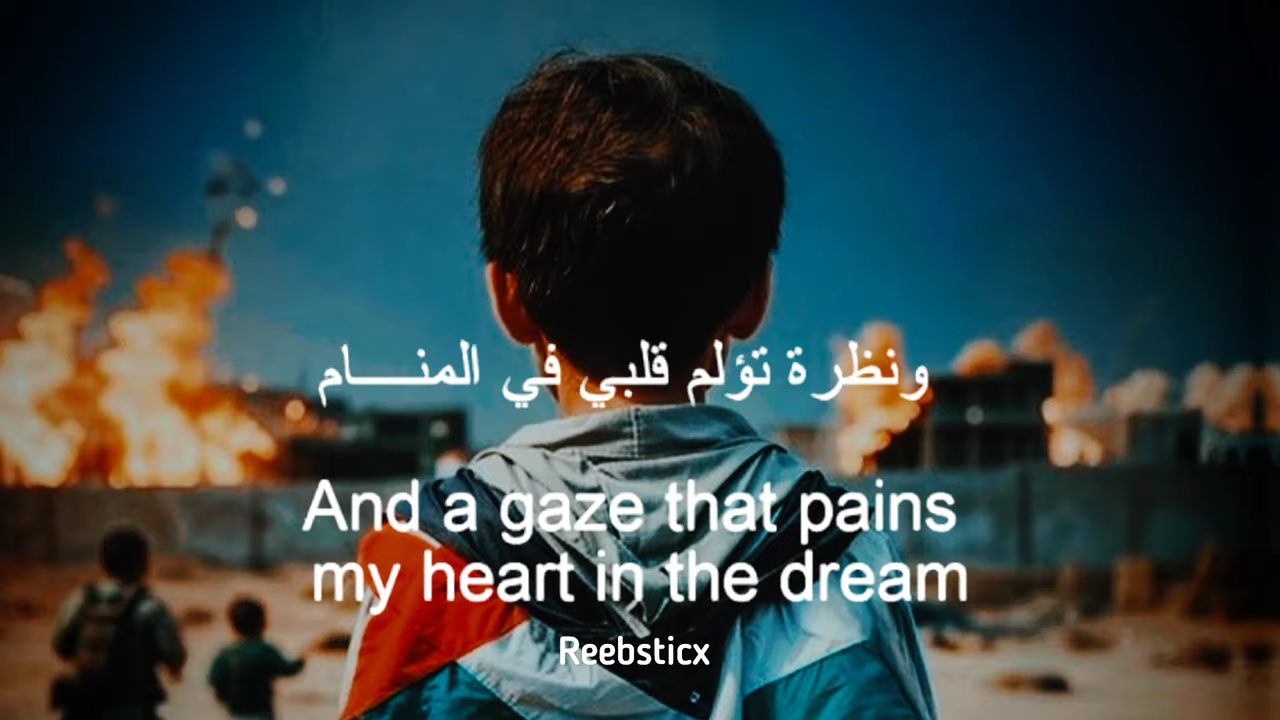 ونظرة تؤلم قلبي في المنـــام
And a gaze that pains
my heart in the dream
Reebsticx